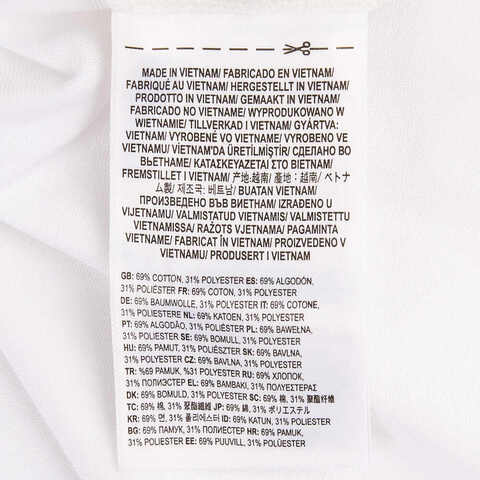 MADE IN VIETNAM/ FABRICADO EN VIETNAM/
FABRIQUÉ AU VIETNAM/ HERGESTELLT IN VIETNAM/
PRODOTTO IN VIETNAM/ GEMAAKT IN VIETNAM/
FABRICADO NO VIETNAME/ WYPRODUKOWANO W
WIETNAMIE/ TILLVERKAD I VIETNAM/ GYÁRTVA:
VIETNAM/ VYROBENÉ VO VIETNAME/ VYROBENO VE
VIETNAMU/ VİETNAM'DA ÜRETİLMİŞTİR/ СДЕЛАНО ВО
ВЬЕТНАМЕ/ ΚΑΤΑΣΚΕΥΑΖΕΤΑΙ ΣΤΟ ΒΙΕΤΝΑΜ/
FREMSTILLET I VIETNAM/ 产地:越南/ 產地：越南/ ベトナ
ム製/ 제조국: 베트남/ BUATAN VIETNAM/
ПРОИЗВЕДЕНО ВЪВ ВИЕТНАМ/ IZRAĐENO U
VIJETNAMU/ VALMISTATUD VIETNAMIS/ VALMISTETTU
VIETNAMISSA/ RAŽOTS VJETNAMA/ PAGAMINTA
VIETNAME/ FABRICAT ÎN VIETNAM/ PROIZVEDENO V
VIETNAMU/ PRODUSERT I VIETNAM
GB: 69% COTTON, 31% POLYESTER ES: 69% ALGODÓN,
31% POLIÉSTER FR: 69% COTON, 31% POLYESTER
DE: 69% BAUMWOLLE, 31% POLYESTER IT: 69% COTONE,
31% POLIESTERE NL: 69% KATOEN, 31% POLYESTER
PT: 69% ALGODÃO, 31% POLIÉSTER PL: 69% BAWEŁNA,
31% POLIESTER SE: 69% BOMULL, 31% POLYESTER
HU: 69% PAMUT, 31% POLIÉSZTER SK: 69% BAVLNA,
31% POLYESTER CZ: 69% BAVLNA, 31% POLYESTER
TR: %69 PAMUK, %31 POLYESTER RU: 69% ХЛОПОК,
31% ПОЛИЭСТЕР EL: 69% ΒΑΜΒΑΚΙ, 31% ΠΟΛΥΕΣΤΕΡΑΣ
DK: 69% BOMULD, 31% POLYESTER SC: 69% 棉, 31% 聚酯纤维
TC: 69% 棉, 31% 聚酯纖維 JP: 69% 綿, 31% ポリエステル
KR: 69% 면, 31% 폴리에스터 ID: 69% KATUN, 31% POLYESTER
BG: 69% ПАМУК, 31% ПОЛИЕСТЕР HR: 69% PAMUK,
31% POLIESTER EE: 69% PUUVILL, 31% POLÜESTER